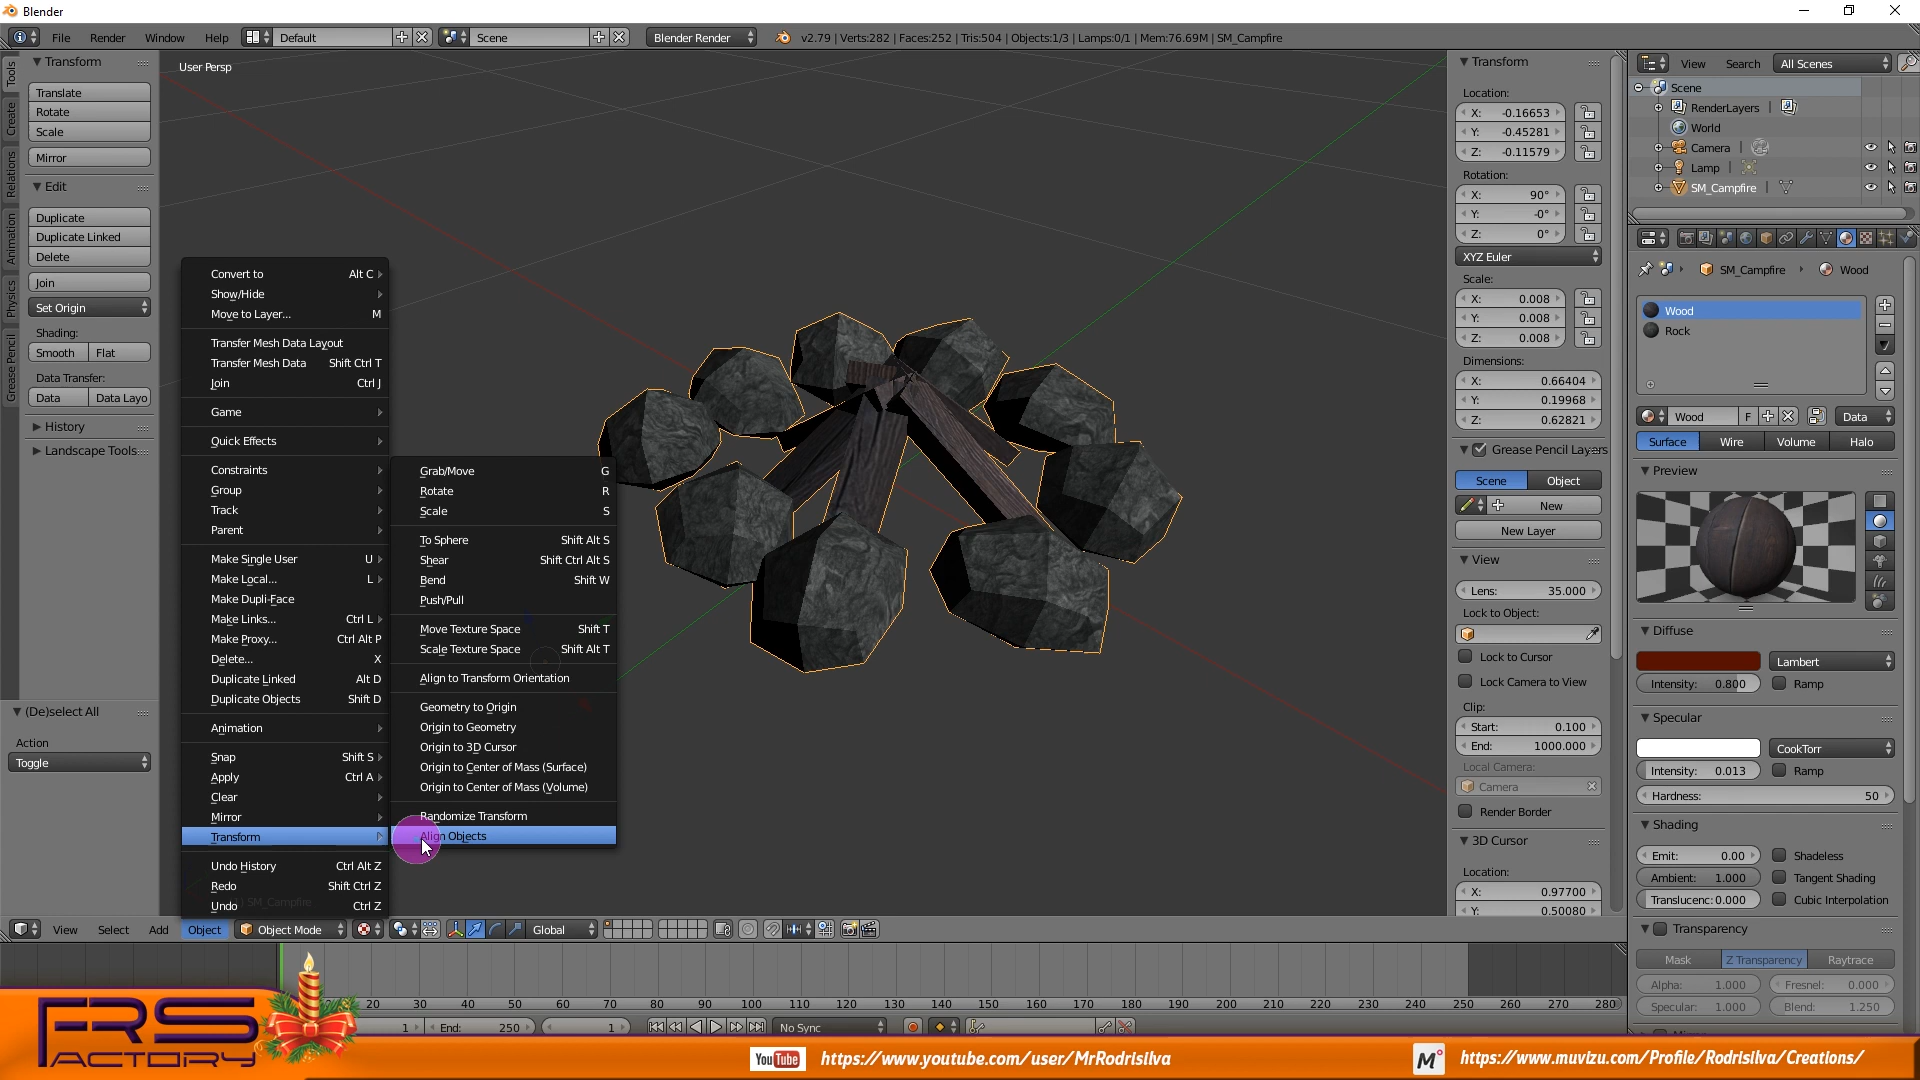 Blender
File Render Window Help Default Scene Blender Render v2.79 | Verts:282 | Faces:252 | Tris:504 | Objects:1/3 | Lamps:0/1 | Mem:76.69M | SM_Campfire
Tools
Create
Relations
Animation
Physics
Grease Pencil
Transform
Translate
Rotate
Scale
Mirror
Edit
Duplicate
Duplicate Linked
Delete
Join
Set Origin
Shading:
Smooth Flat
Data Transfer:
Data Data Layo
History
Landscape Tools
(De)select All
Action
Toggle
User Persp
Convert to Alt C
Show/Hide
Move to Layer... M
Transfer Mesh Data Layout
Transfer Mesh Data Shift Ctrl T
Join Ctrl J
Game
Quick Effects
Constraints
Group
Track
Parent
Make Single User U
Make Local... L
Make Dupli-Face
Make Links... Ctrl L
Make Proxy... Ctrl Alt P
Delete... X
Duplicate Linked Alt D
Duplicate Objects Shift D
Animation
Snap Shift S
Apply Ctrl A
Clear
Mirror
Transform
Undo History Ctrl Alt Z
Redo Shift Ctrl Z
Undo Ctrl Z
SM_Campfire
Grab/Move G
Rotate R
Scale S
To Sphere Shift Alt S
Shear Shift Ctrl Alt S
Bend Shift W
Push/Pull
Move Texture Space Shift T
Scale Texture Space Shift Alt T
Align to Transform Orientation
Geometry to Origin
Origin to Geometry
Origin to 3D Cursor
Origin to Center of Mass (Surface)
Origin to Center of Mass (Volume)
Randomize Transform
Align Objects
Transform
Location:
X: -0.16653
Y: -0.45281
Z: -0.11579
Rotation:
X: 90°
Y: -0°
Z: 0°
XYZ Euler
Scale:
X: 0.008
Y: 0.008
Z: 0.008
Dimensions:
X: 0.66404
Y: 0.19968
Z: 0.62821
Grease Pencil Layers
Scene Object
New
New Layer
View
Lens: 35.000
Lock to Object:
Lock to Cursor
Lock Camera to View
Clip:
Start: 0.100
End: 1000.000
Local Camera:
Camera
Render Border
3D Cursor
Location:
X: 0.97700
Y: 0.50080
View Search All Scenes
Scene
RenderLayers
World
Camera
Lamp
SM_Campfire
SM_Campfire Wood
Wood
Rock
Wood F Data
Surface Wire Volume Halo
Preview
Diffuse
Lambert
Intensity: 0.800 Ramp
Specular
CookTorr
Intensity: 0.013 Ramp
Hardness: 50
Shading
Emit: 0.00 Shadeless
Ambient: 1.000 Tangent Shading
Translucenc: 0.000 Cubic Interpolation
Transparency
Mask Z Transparency Raytrace
Alpha: 1.000 Fresnel: 0.000
Specular: 1.000 Blend: 1.250
View Select Add Object Object Mode Global
20 30 40 50 60 70 80 90 100 110 120 130 140 150 160 170 180 190 200 210 220 230 240 250 260 270 280
1 End: 250 1 No Sync
FRS
FACTORY
YouTube https://www.youtube.com/user/MrRodrisilva M° https://www.muvizu.com/Profile/Rodrisilva/Creations/